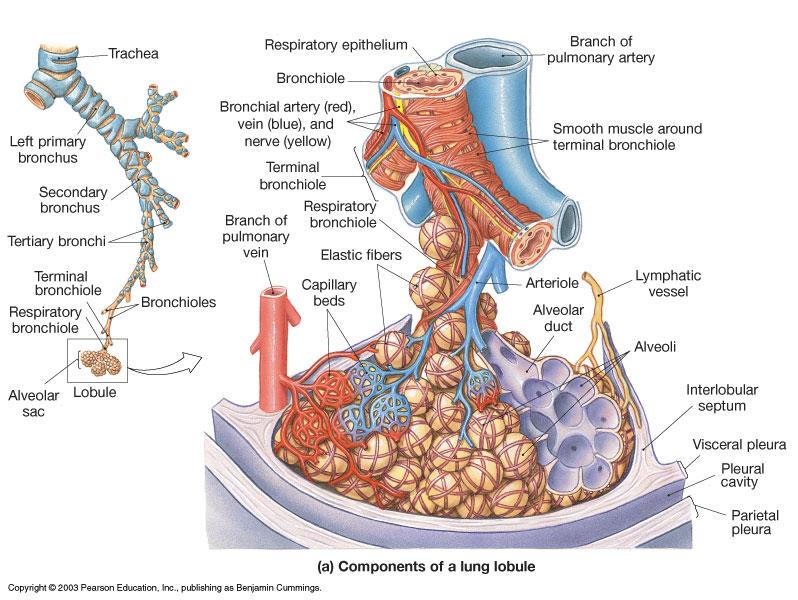 Trachea
Left primary
bronchus
Secondary
bronchus
Tertiary bronchi
Terminal
bronchiole
Bronchioles
Respiratory
bronchiole
Alveolar
sac
Lobule
Respiratory epithelium
Bronchiole
Bronchial artery (red),
vein (blue), and
nerve (yellow)
Terminal
bronchiole
Respiratory
bronchiole
Branch of
pulmonary
vein
Elastic fibers
Capillary
beds
Branch of
pulmonary artery
Smooth muscle around
terminal bronchiole
Arteriole
Lymphatic
vessel
Alveolar
duct
Alveoli
Interlobular
septum
Visceral pleura
Pleural
cavity
Parietal
pleura
(a) Components of a lung lobule
Copyright © 2003 Pearson Education, Inc., publishing as Benjamin Cummings.